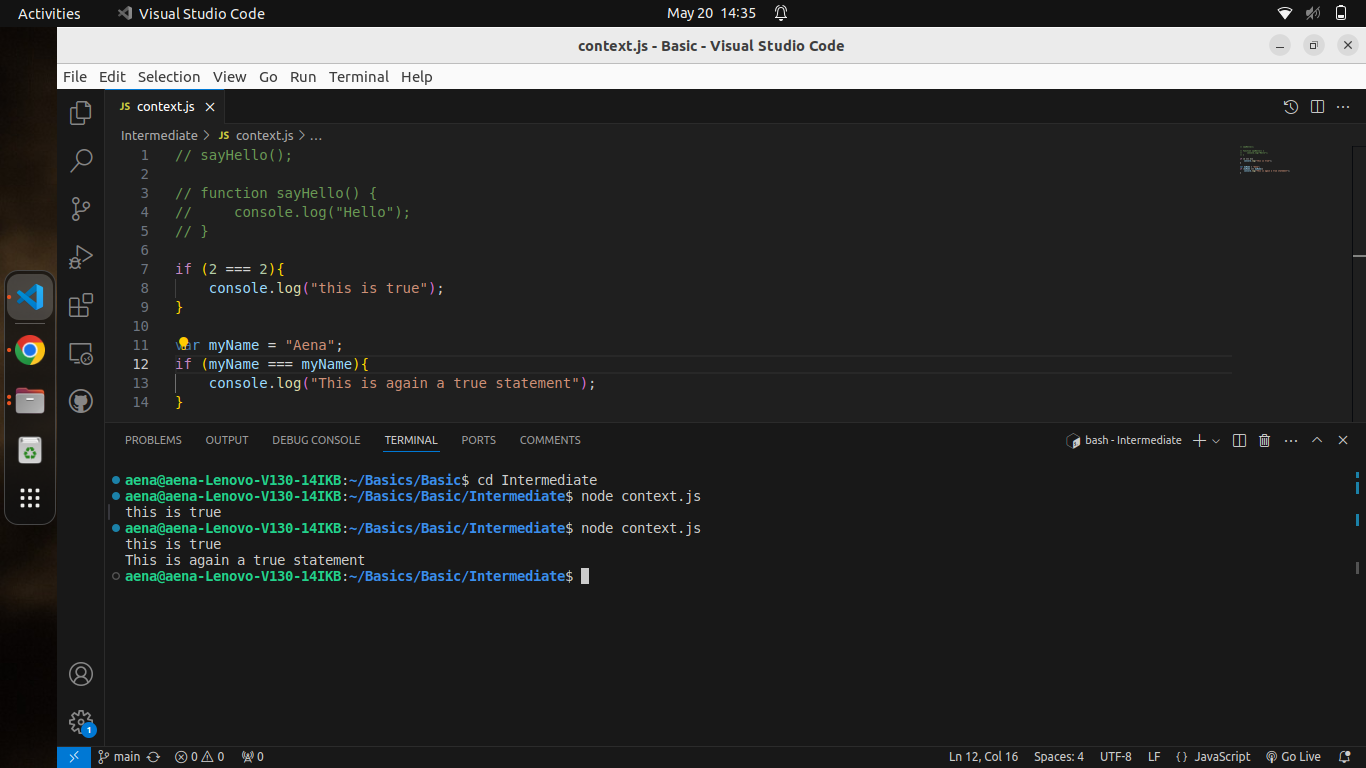 Activities Visual Studio Code May 20 14:35
context.js - Basic - Visual Studio Code
File Edit Selection View Go Run Terminal Help
JS context.js
Intermediate > JS context.js > ...
1 // sayHello();
2
3 // function sayHello() {
4 //     console.log("Hello");
5 // }
6
7 if (2 === 2){
8     console.log("this is true");
9 }
10
11 var myName = "Aena";
12 if (myName === myName){
13     console.log("This is again a true statement");
14 }
PROBLEMS OUTPUT DEBUG CONSOLE TERMINAL PORTS COMMENTS bash - Intermediate
aena@aena-Lenovo-V130-14IKB:~/Basics/Basic$ cd Intermediate
aena@aena-Lenovo-V130-14IKB:~/Basics/Basic/Intermediate$ node context.js
this is true
aena@aena-Lenovo-V130-14IKB:~/Basics/Basic/Intermediate$ node context.js
this is true
This is again a true statement
aena@aena-Lenovo-V130-14IKB:~/Basics/Basic/Intermediate$
1
main 0 0 0 Ln 12, Col 16 Spaces: 4 UTF-8 LF { } JavaScript Go Live